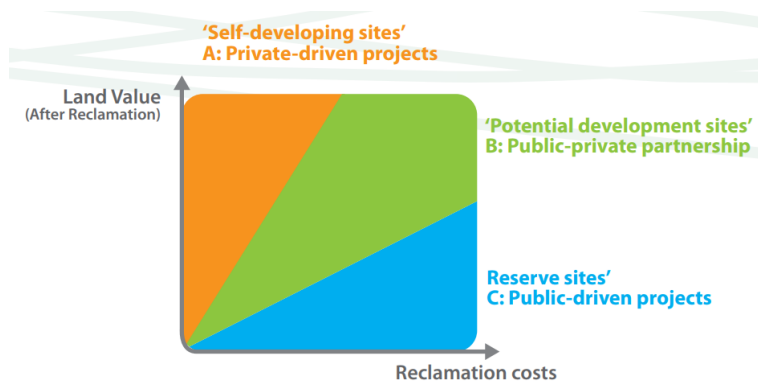 ‘Self-developing sites’
A: Private-driven projects
Land Value
(After Reclamation)
‘Potential development sites’
B: Public-private partnership
Reserve sites’
C: Public-driven projects
Reclamation costs